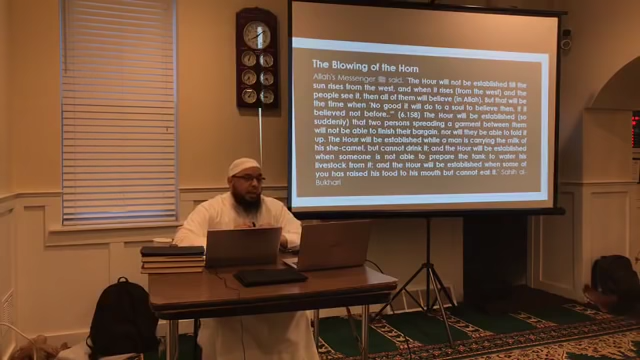 The Blowing of the Horn
Allah's Messenger ﷺ said, "The Hour will not be established till the
sun rises from the west, and when it rises (from the west) and the
people see it, then all of them will believe (in Allah). But that will be
the time when 'No good it will do to a soul to believe then, if it
believed not before.." (6.158) The Hour will be established (so
suddenly) that two persons spreading a garment between them
will not be able to finish their bargain, nor will they be able to fold it
up. The Hour will be established while a man is carrying the milk of
his she-camel, but cannot drink it; and the Hour will be established
when someone is not able to prepare the tank to water his
livestock from it; and the Hour will be established when some of
you has raised his food to his mouth but cannot eat it." Sahih al-
Bukhari